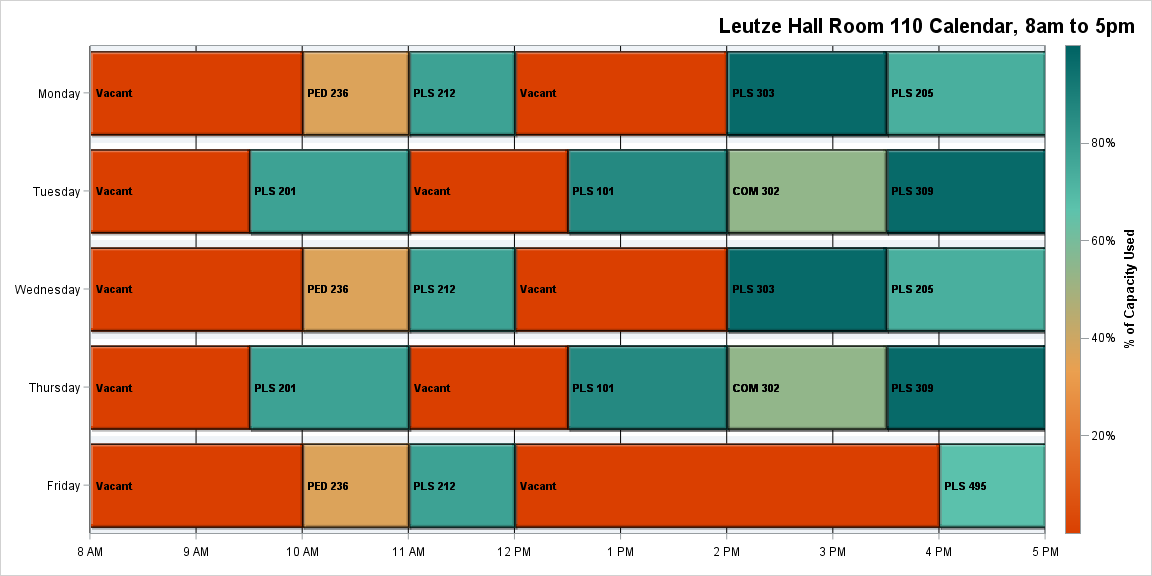 Leutze Hall Room 110 Calendar, 8am to 5pm
Monday
Vacant
PED 236
PLS 212
Vacant
PLS 303
PLS 205
Tuesday
Vacant
PLS 201
Vacant
PLS 101
COM 302
PLS 309
Wednesday
Vacant
PED 236
PLS 212
Vacant
PLS 303
PLS 205
Thursday
Vacant
PLS 201
Vacant
PLS 101
COM 302
PLS 309
Friday
Vacant
PED 236
PLS 212
Vacant
PLS 495
8 AM
9 AM
10 AM
11 AM
12 PM
1 PM
2 PM
3 PM
4 PM
5 PM
80%
60%
40%
20%
% of Capacity Used